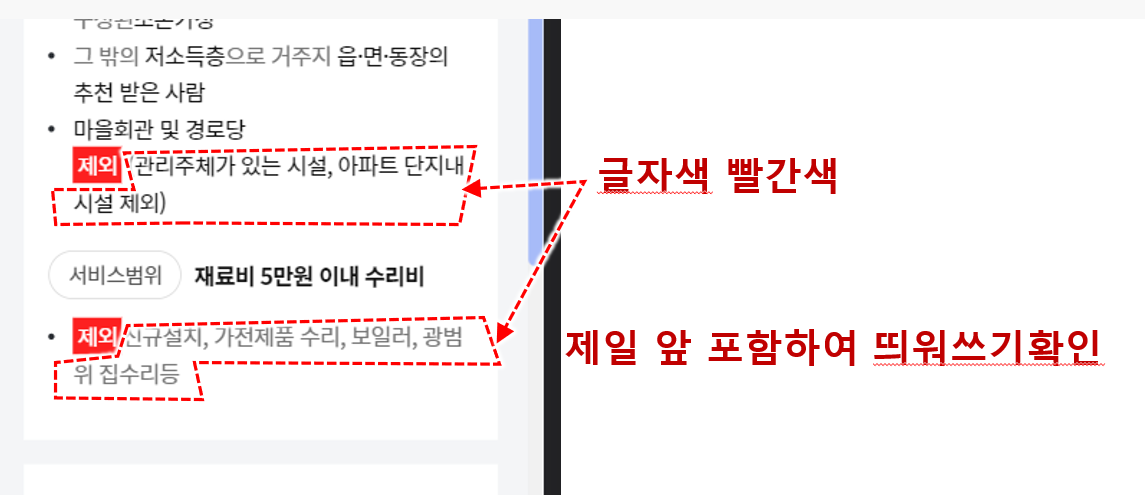 그 밖의 저소득층으로 거주지 읍·면·동장의
추천 받은 사람
마을회관 및 경로당
제외 (관리주체가 있는 시설, 아파트 단지내
시설 제외)
글자색 빨간색
서비스범위 재료비 5만원 이내 수리비
제외 신규설치, 가전제품 수리, 보일러, 광범
위 집수리등
제일 앞 포함하여 띄워쓰기확인